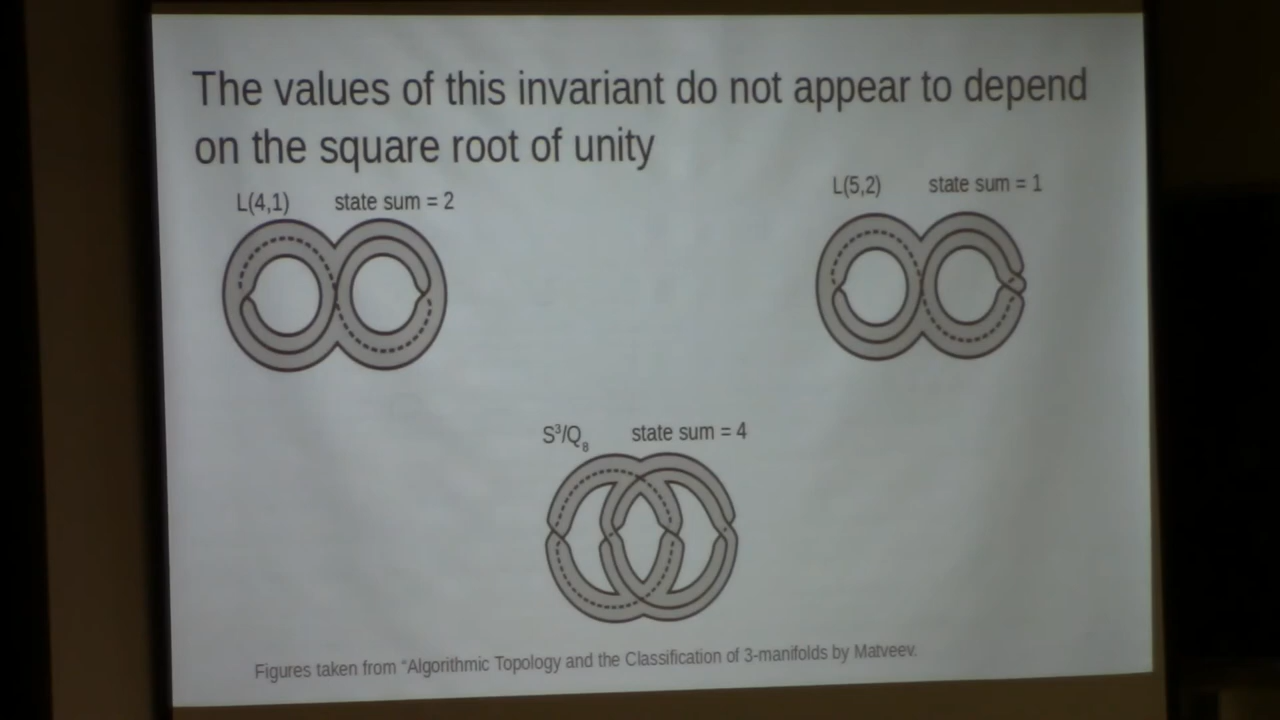 The values of this invariant do not appear to depend
on the square root of unity
L(4,1) state sum = 2
L(5,2) state sum = 1
S³/Q₈ state sum = 4
Figures taken from “Algorithmic Topology and the Classification of 3-manifolds by Matveev.